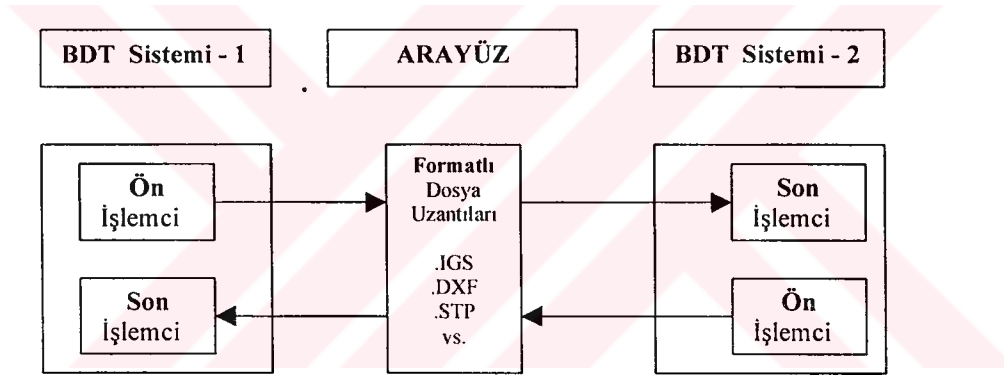 BDT Sistemi - 1
ARAYÜZ
BDT Sistemi - 2
Ön
İşlemci
Son
İşlemci
Formatlı
Dosya
Uzantıları
.IGS
.DXF
.STP
vs.
Son
İşlemci
Ön
İşlemci